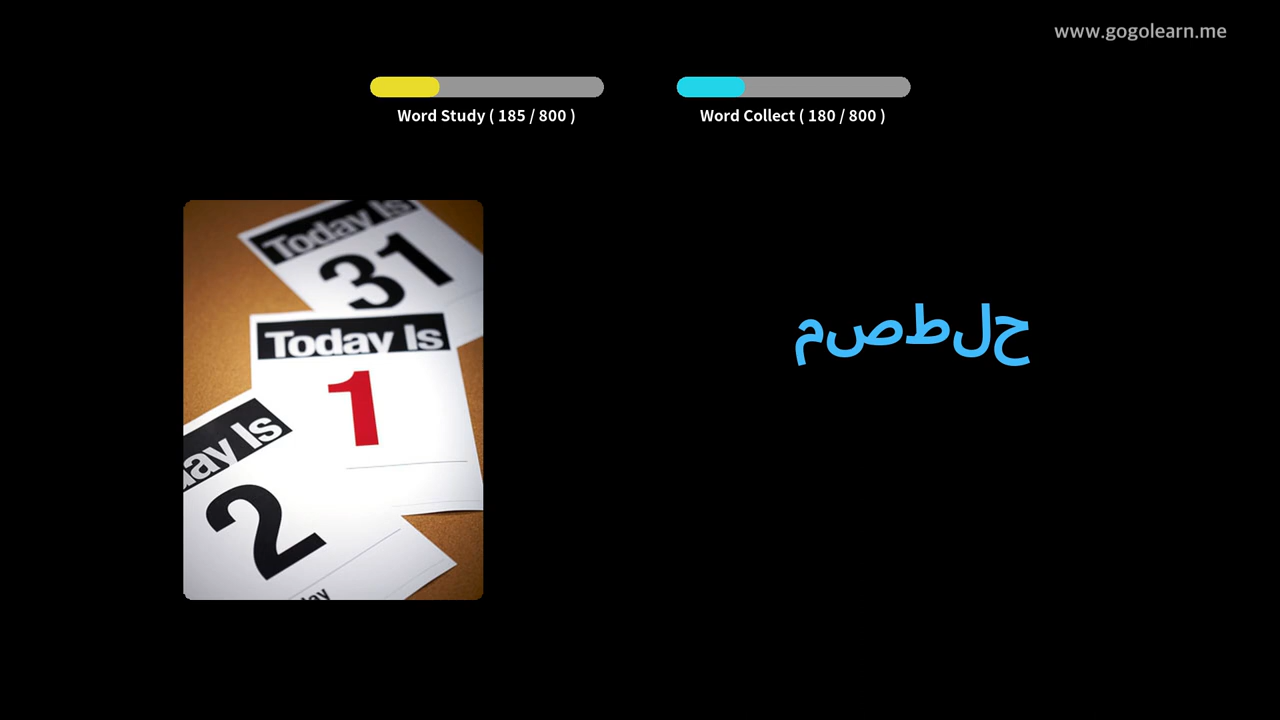 www.gogolearn.me
Word Study ( 185 / 800 )
Word Collect ( 180 / 800 )
Today Is
31
Today Is
1
ay Is
2
ay
حلطصم